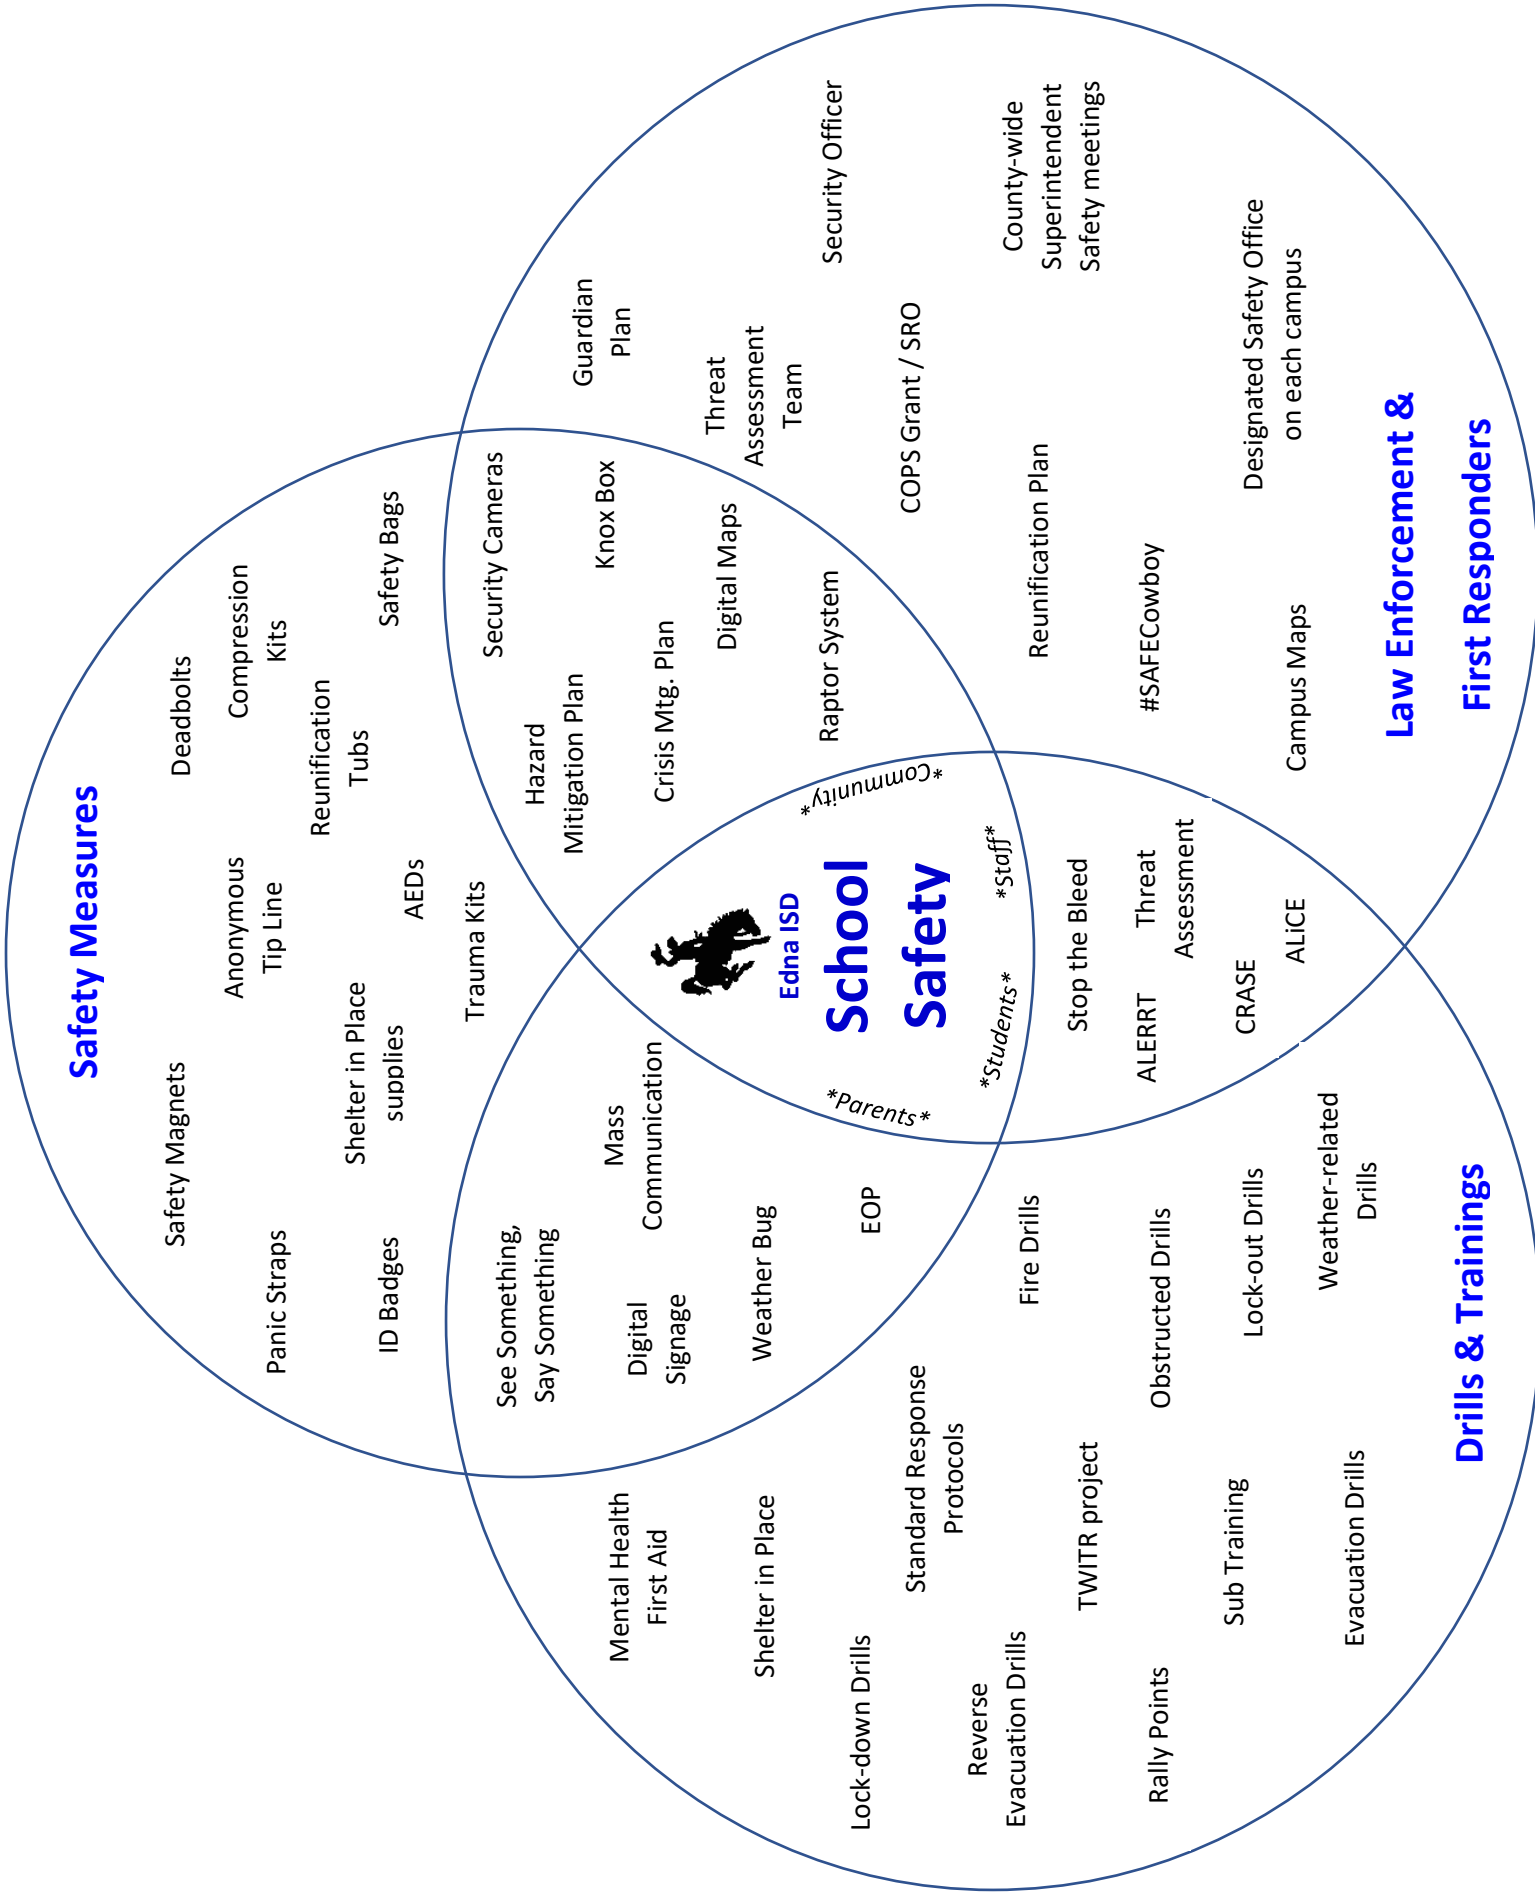 Safety Measures
Safety Magnets
Deadbolts
Anonymous
Tip Line
Compression
Kits
Panic Straps
Reunification
Tubs
Shelter in Place
supplies
ID Badges
AEDs
Safety Bags
Trauma Kits
See Something,
Say Something
Security Cameras
Hazard
Mitigation Plan
Knox Box
Mass
Communication
Digital
Signage
Crisis Mtg. Plan
Digital Maps
Weather Bug
Raptor System
EOP
Guardian
Plan
Threat
Assessment
Team
Security Officer
COPS Grant / SRO
County-wide
Superintendent
Safety meetings
Reunification Plan
#SAFECowboy
Designated Safety Office
on each campus
Campus Maps
Law Enforcement &
First Responders
Edna ISD
School
Safety
*Parents*
*Community*
*Students*
*Staff*
Stop the Bleed
ALERRT
Threat
Assessment
CRASE
ALiCE
Mental Health
First Aid
Shelter in Place
Lock-down Drills
Standard Response
Protocols
Reverse
Evacuation Drills
Fire Drills
TWITR project
Obstructed Drills
Rally Points
Sub Training
Lock-out Drills
Weather-related
Drills
Evacuation Drills
Drills & Trainings